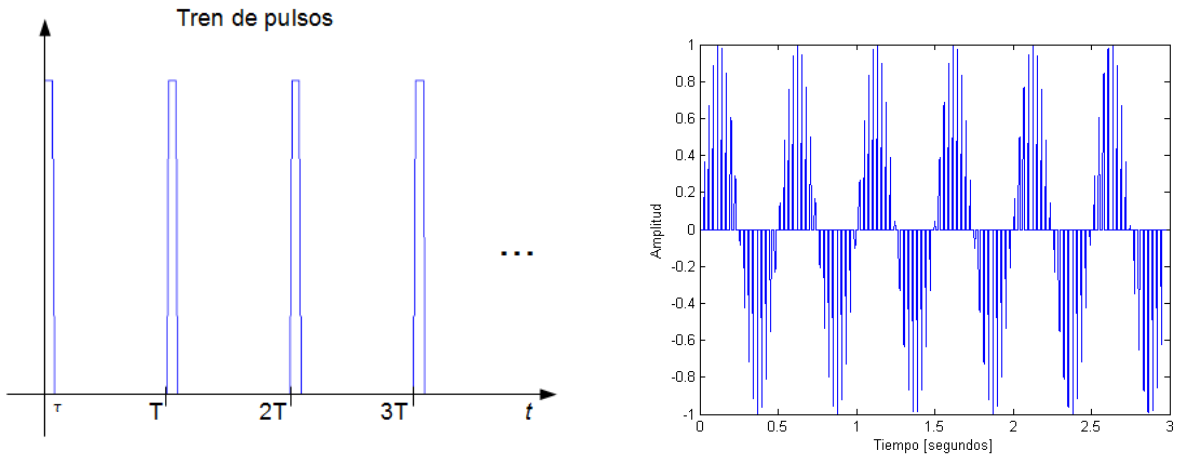 Tren de pulsos
...
τ T 2T 3T t
1
0.8
0.6
0.4
0.2
0
-0.2
-0.4
-0.6
-0.8
-1
Amplitud
0 0.5 1 1.5 2 2.5 3
Tiempo [segundos]